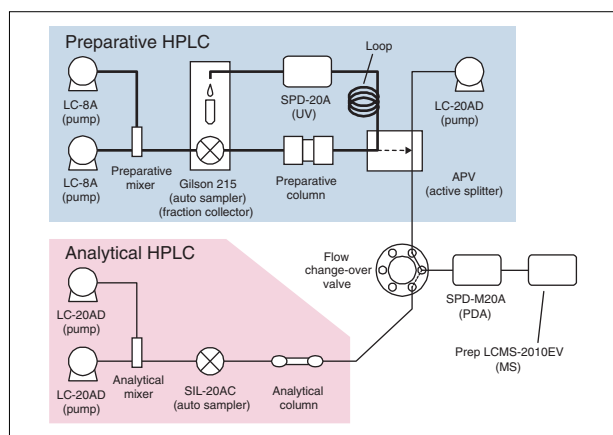 Preparative HPLC
LC-8A
(pump)
LC-8A
(pump)
Preparative
mixer
Gilson 215
(auto sampler)
(fraction collector)
SPD-20A
(UV)
Loop
Preparative
column
LC-20AD
(pump)
APV
(active splitter)
Analytical HPLC
LC-20AD
(pump)
LC-20AD
(pump)
Analytical
mixer
SIL-20AC
(auto sampler)
Analytical
column
Flow
change-over
valve
SPD-M20A
(PDA)
Prep LCMS-2010EV
(MS)